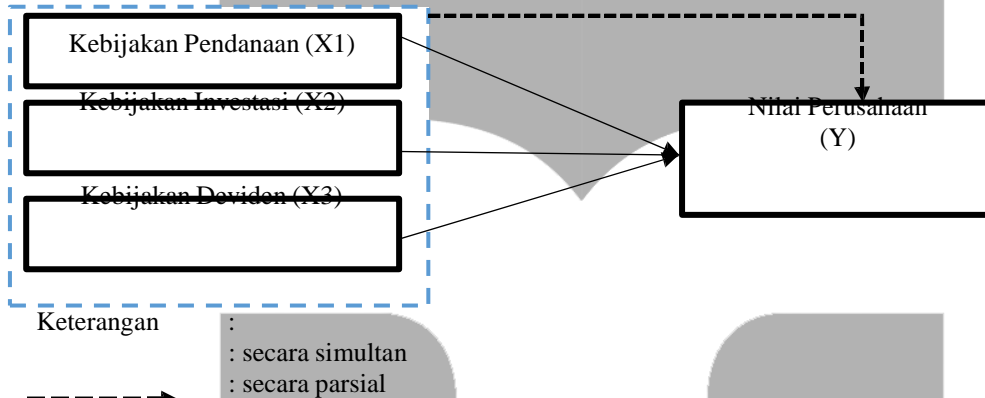 Kebijakan Pendanaan (X1)
Kebijakan Investasi (X2)
Kebijakan Deviden (X3)
Nilai Perusahaan
(Y)
Keterangan :
: secara simultan
: secara parsial